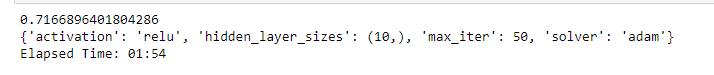 0.7166896401804286
{'activation': 'relu', 'hidden_layer_sizes': (10,), 'max_iter': 50, 'solver': 'adam'}
Elapsed Time: 01:54